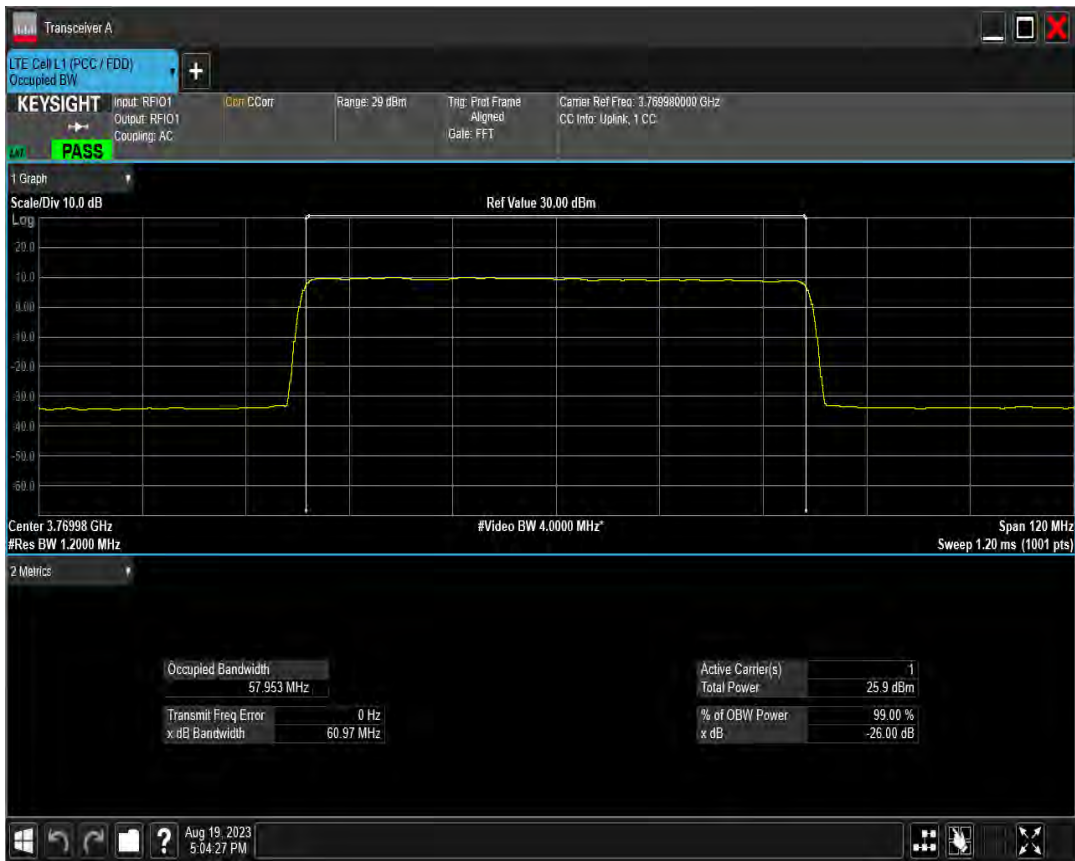 Transceiver A
LTE Cell L1 (PCC / FDD)
Occupied BW
+
KEYSIGHT
Input: RFIO1
Output: RFIO1
Coupling: AC
Corr CCorr
Range: 29 dBm
Trig: Prot Frame
Aligned
Gate: FFT
Carrier Ref Freq: 3.769980000 GHz
CC Info: Uplink, 1 CC
PASS
1 Graph
Scale/Div 10.0 dB
Ref Value 30.00 dBm
Log
20.0
10.0
0.00
-10.0
-20.0
-30.0
-40.0
-50.0
-60.0
Center 3.76998 GHz
#Video BW 4.0000 MHz*
Span 120 MHz
#Res BW 1.2000 MHz
Sweep 1.20 ms (1001 pts)
2 Metrics
Occupied Bandwidth
57.953 MHz
Transmit Freq Error 0 Hz
x dB Bandwidth 60.97 MHz
Active Carrier(s) 1
Total Power 25.9 dBm
% of OBW Power 99.00 %
x dB -26.00 dB
?
Aug 19, 2023
5:04:27 PM